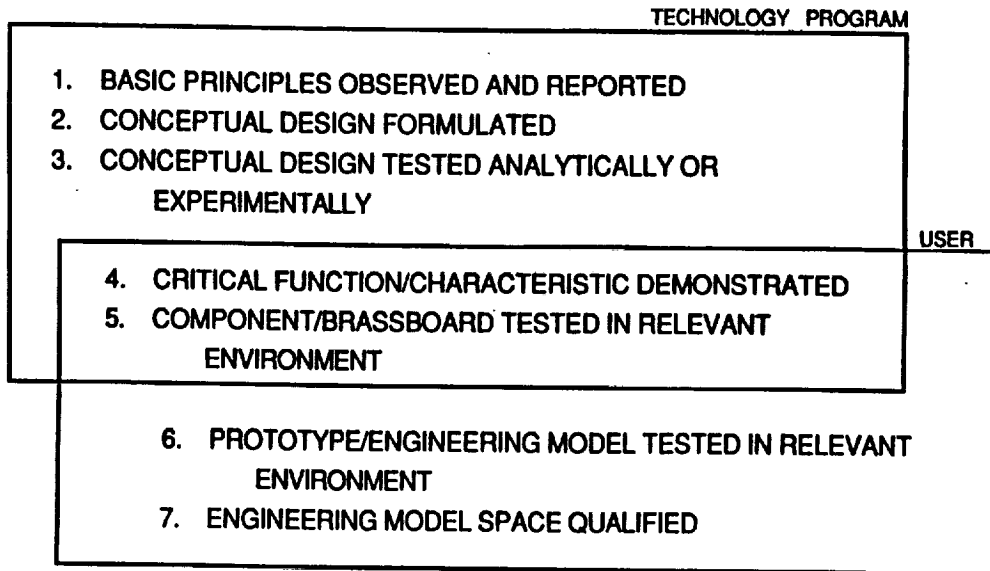 TECHNOLOGY PROGRAM
1. BASIC PRINCIPLES OBSERVED AND REPORTED
2. CONCEPTUAL DESIGN FORMULATED
3. CONCEPTUAL DESIGN TESTED ANALYTICALLY OR
EXPERIMENTALLY
USER
4. CRITICAL FUNCTION/CHARACTERISTIC DEMONSTRATED
5. COMPONENT/BRASSBOARD TESTED IN RELEVANT
ENVIRONMENT
6. PROTOTYPE/ENGINEERING MODEL TESTED IN RELEVANT
ENVIRONMENT
7. ENGINEERING MODEL SPACE QUALIFIED